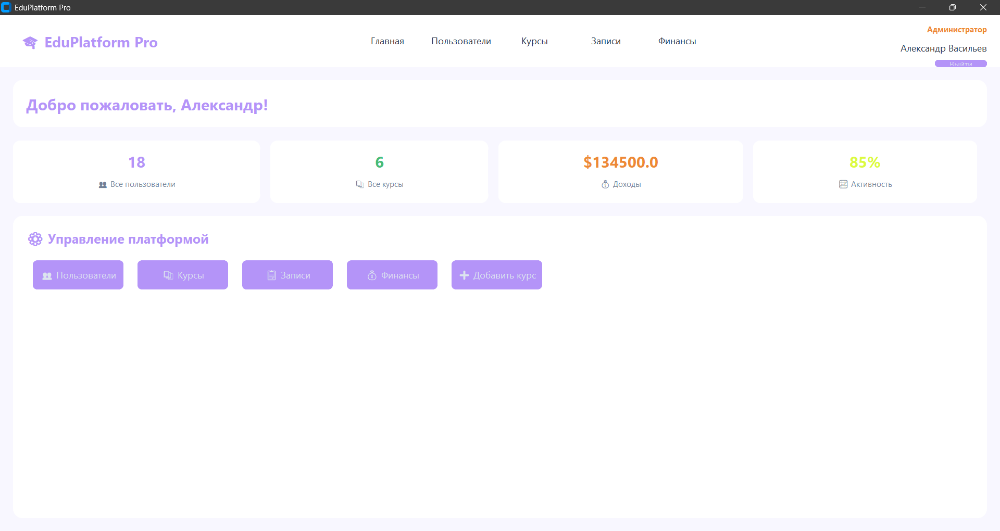 EduPlatform Pro
EduPlatform Pro
Главная Пользователи Курсы Записи Финансы
Администратор
Александр Васильев
Выйти
Добро пожаловать, Александр!
18
Все пользователи
6
Все курсы
$134500.0
Доходы
85%
Активность
Управление платформой
Пользователи
Курсы
Записи
Финансы
Добавить курс